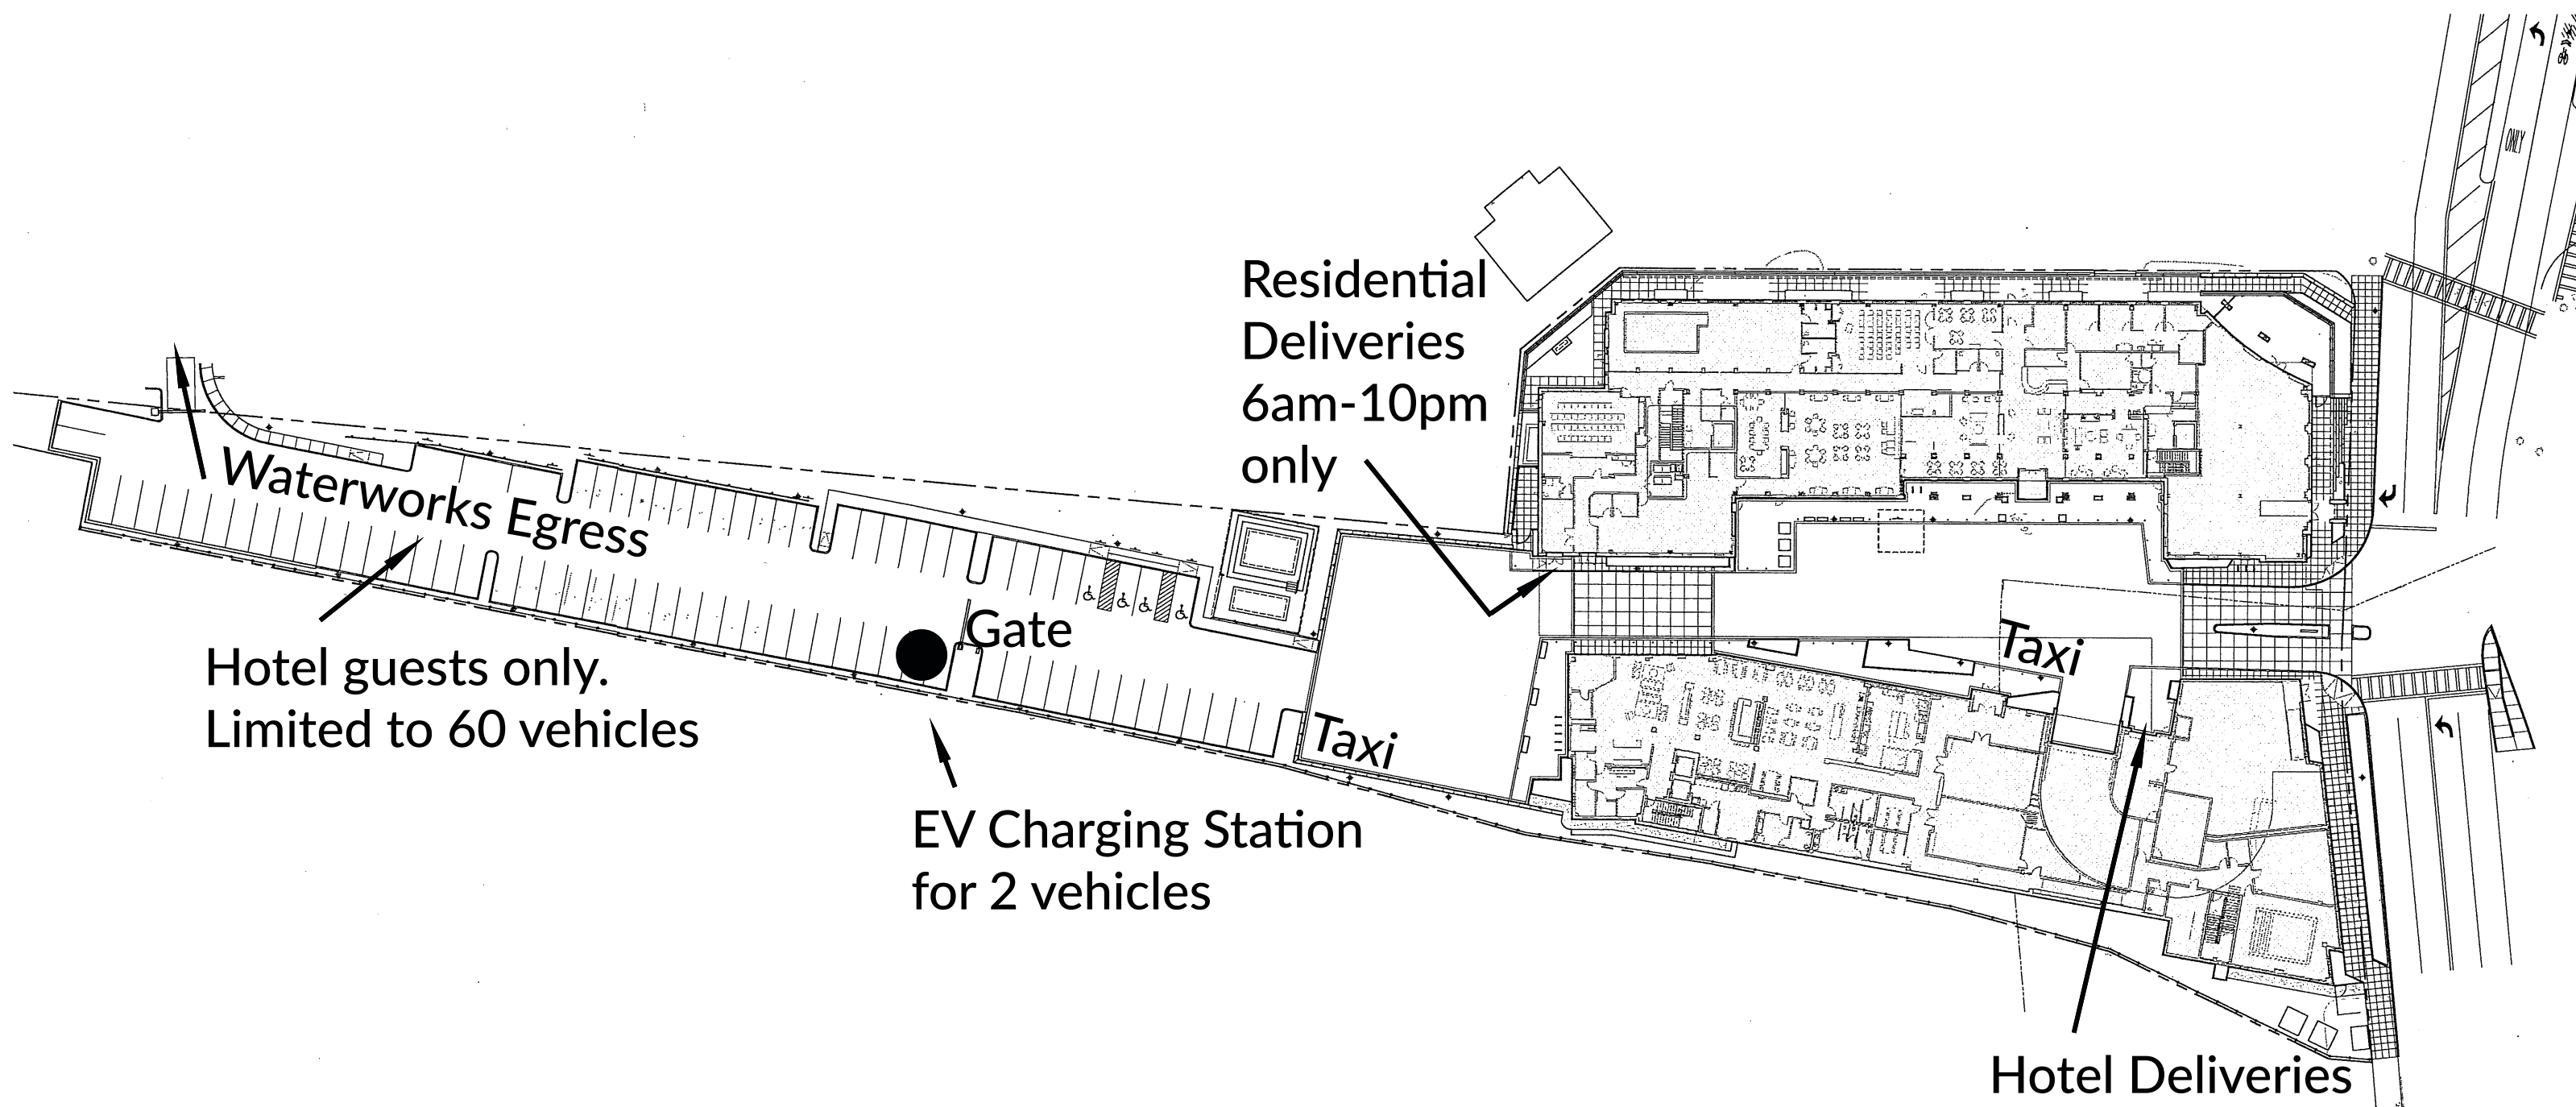 ONLY
Residential
Deliveries
6am-10pm
only
Waterworks Egress
Gate
Taxi
Hotel guests only.
Limited to 60 vehicles
Taxi
EV Charging Station
for 2 vehicles
Hotel Deliveries